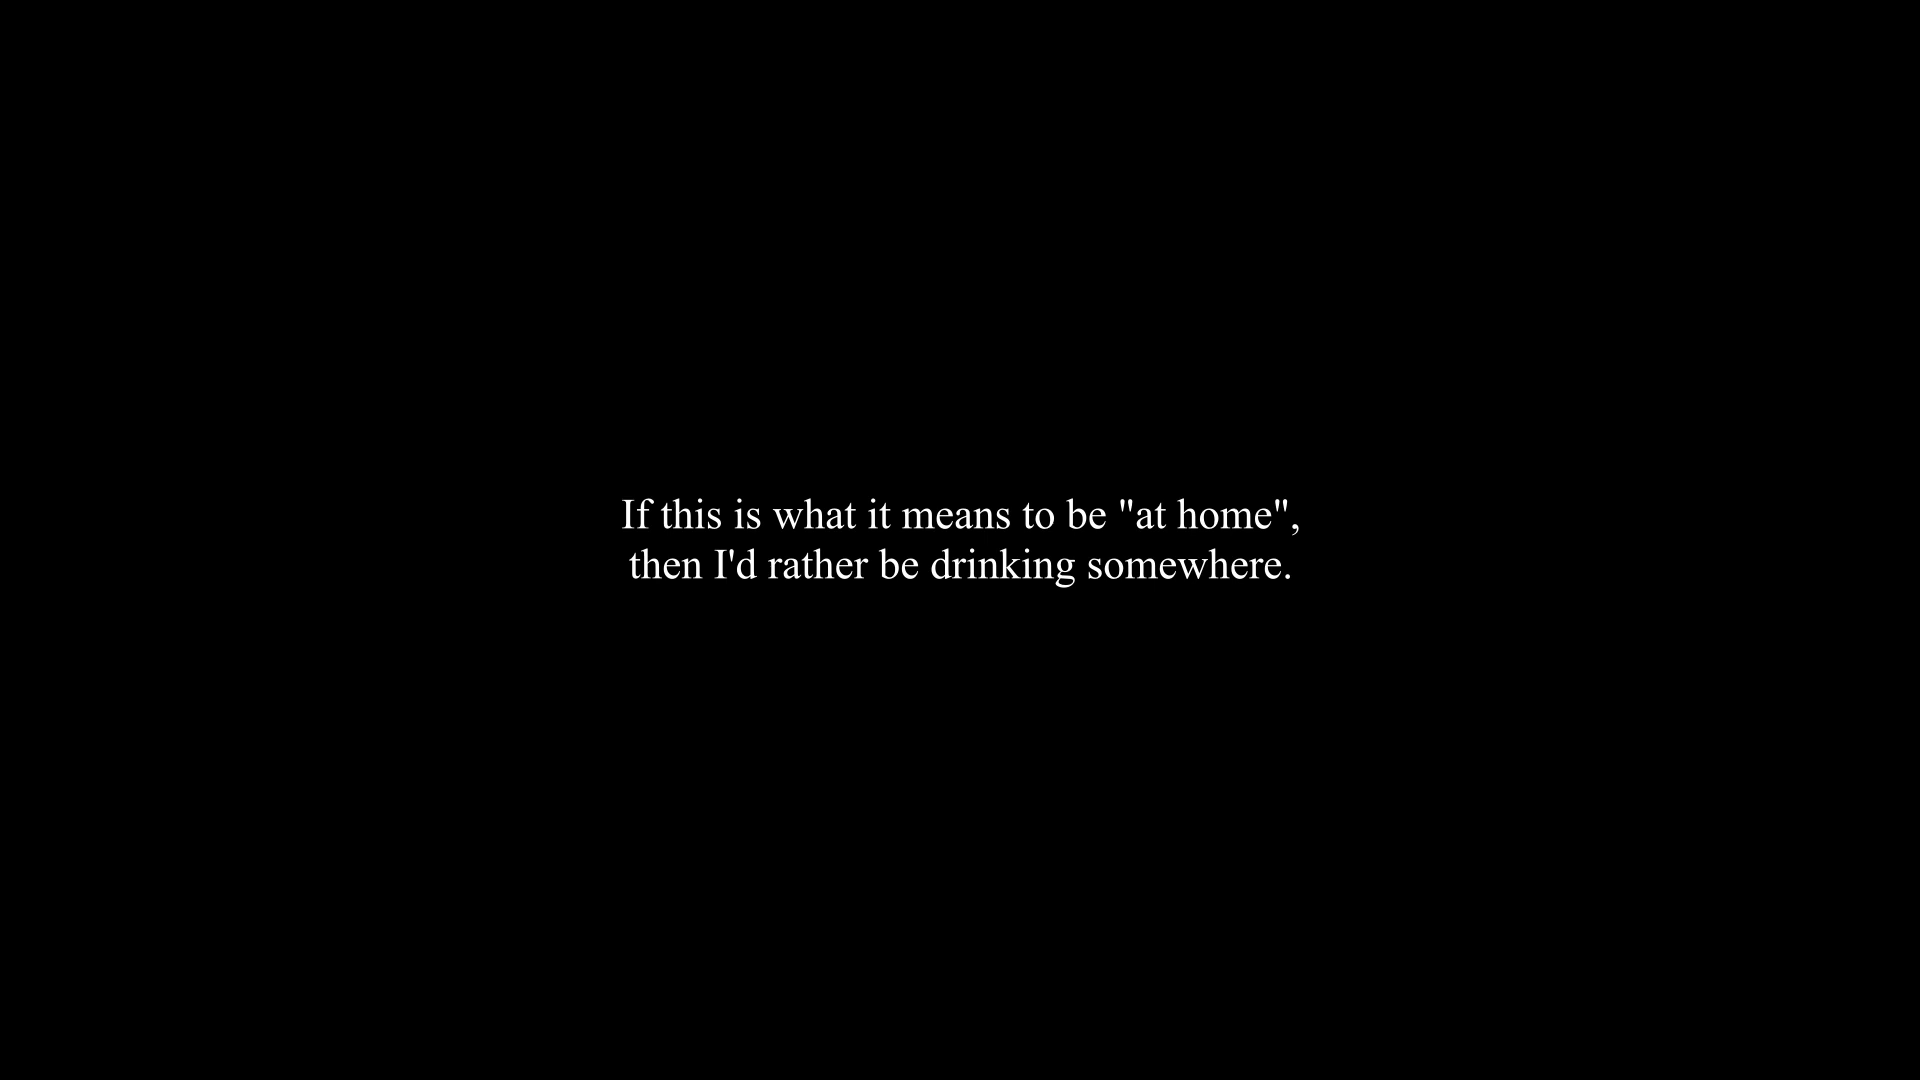 If this is what it means to be "at home",
then I'd rather be drinking somewhere.